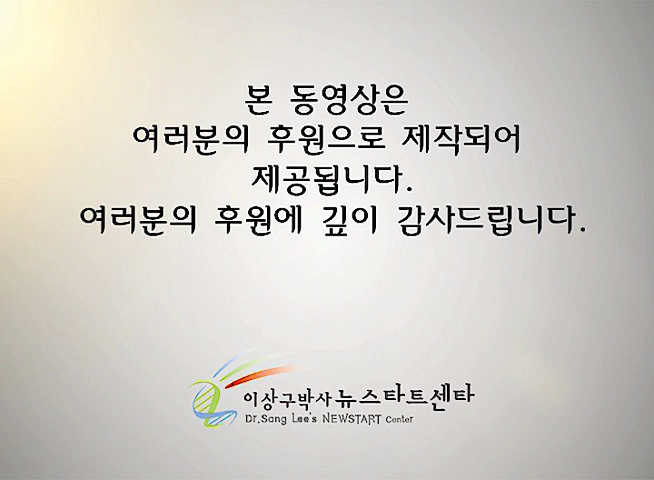 본 동영상은
여러분의 후원으로 제작되어
제공됩니다.
여러분의 후원에 깊이 감사드립니다.
이상구박사 뉴스타트센타
Dr.Sang Lee's NEWSTART Center